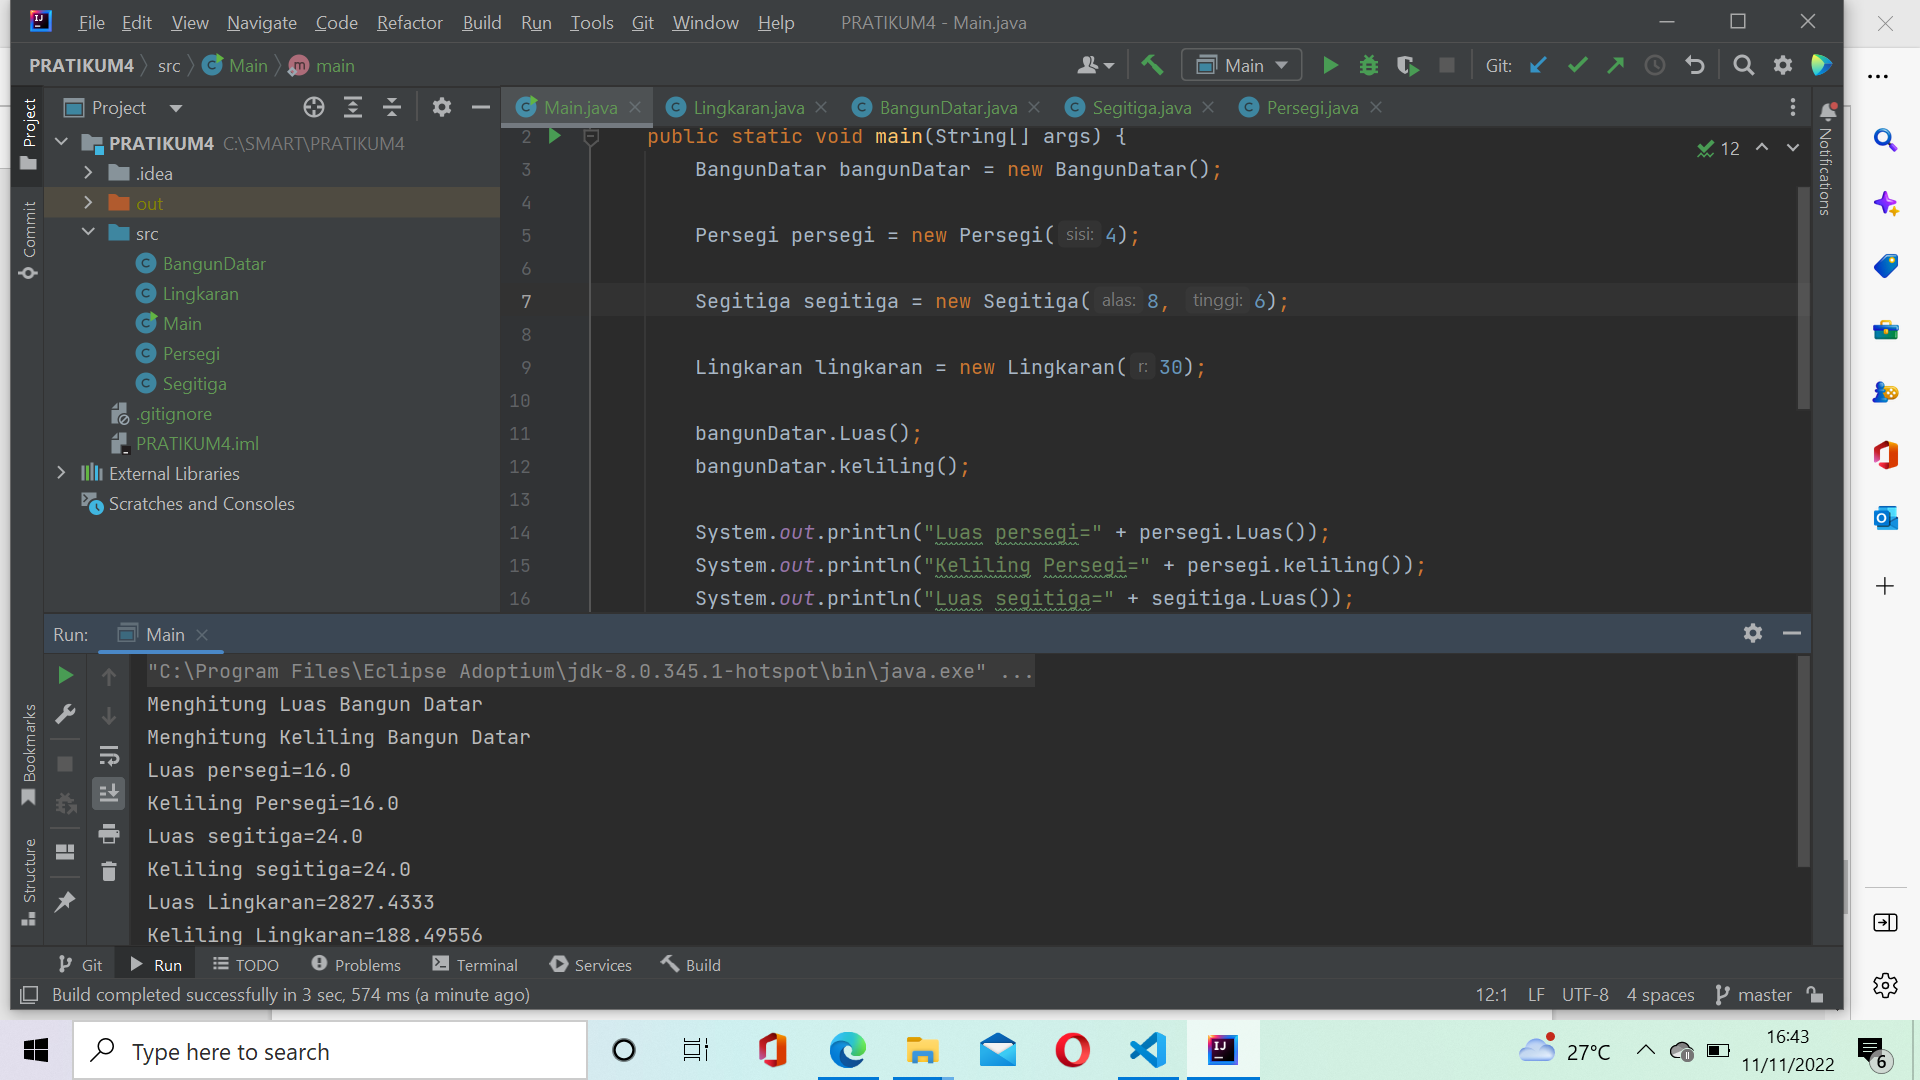 File Edit View Navigate Code Refactor Build Run Tools Git Window Help PRATIKUM4 - Main.java
PRATIKUM4 src Main main
Main Git:
Project
Main.java Lingkaran.java BangunDatar.java Segitiga.java Persegi.java
Project
Commit
Bookmarks
Structure
Notifications
PRATIKUM4 C:\SMART\PRATIKUM4
.idea
out
src
BangunDatar
Lingkaran
Main
Persegi
Segitiga
.gitignore
PRATIKUM4.iml
External Libraries
Scratches and Consoles
12
2 public static void main(String[] args) {
3 BangunDatar bangunDatar = new BangunDatar();
4
5 Persegi persegi = new Persegi( sisi: 4);
6
7 Segitiga segitiga = new Segitiga( alas: 8, tinggi: 6);
8
9 Lingkaran lingkaran = new Lingkaran( r: 30);
10
11 bangunDatar.Luas();
12 bangunDatar.keliling();
13
14 System.out.println("Luas persegi=" + persegi.Luas());
15 System.out.println("Keliling Persegi=" + persegi.keliling());
16 System.out.println("Luas segitiga=" + segitiga.Luas());
Run: Main
"C:\Program Files\Eclipse Adoptium\jdk-8.0.345.1-hotspot\bin\java.exe" ...
Menghitung Luas Bangun Datar
Menghitung Keliling Bangun Datar
Luas persegi=16.0
Keliling Persegi=16.0
Luas segitiga=24.0
Keliling segitiga=24.0
Luas Lingkaran=2827.4333
Keliling Lingkaran=188.49556
Git Run TODO Problems Terminal Services Build
Build completed successfully in 3 sec, 574 ms (a minute ago)
12:1 LF UTF-8 4 spaces master
Type here to search
27°C
16:43
11/11/2022
6